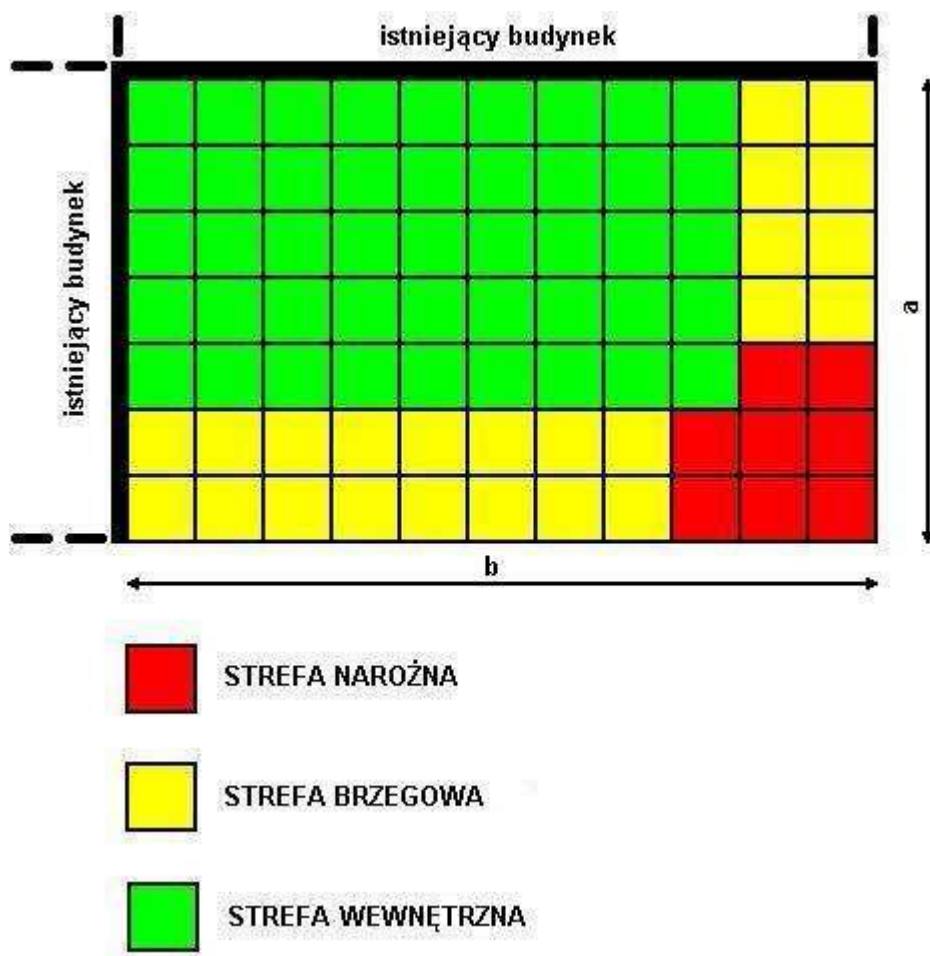 istniejący budynek
istniejący budynek
a
b
STREFA NAROŻNA
STREFA BRZEGOWA
STREFA WEWNĘTRZNA